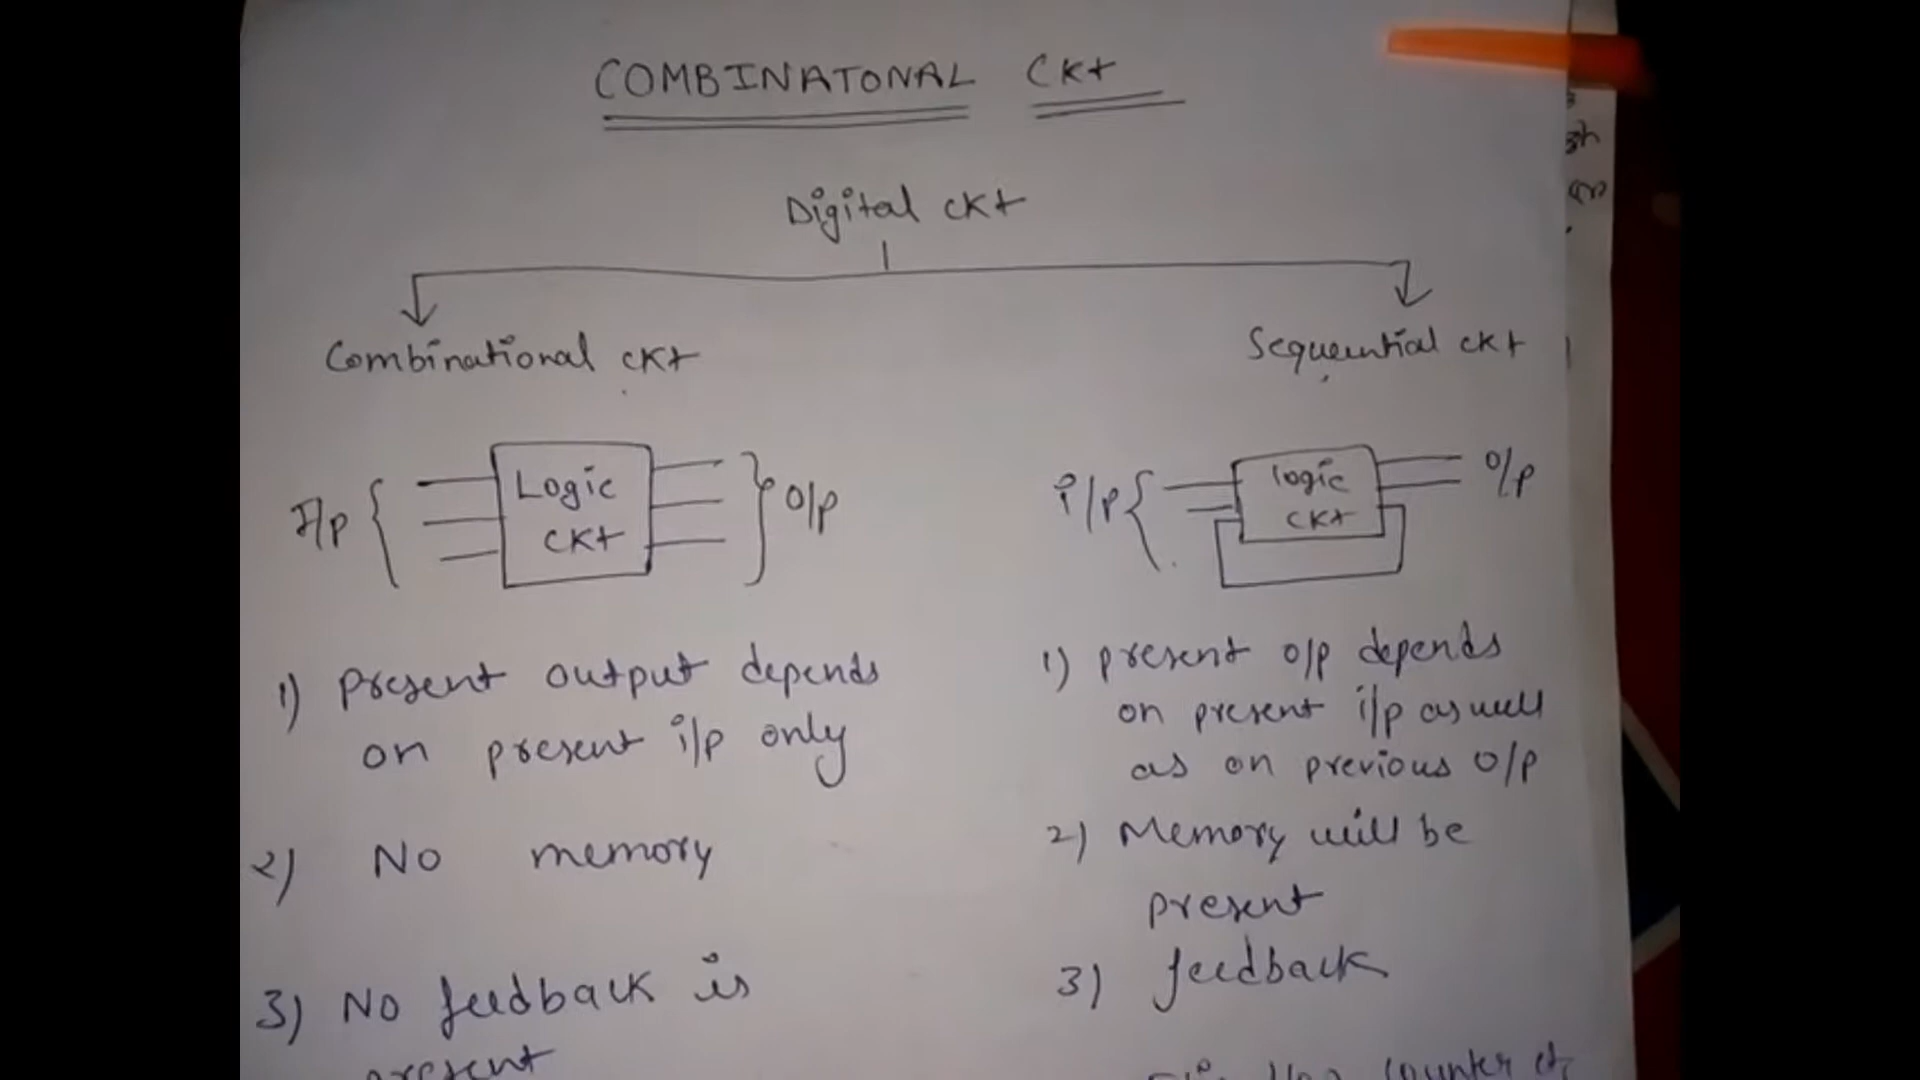 COMBINATONAL CKt
Digital CKt
Combinational CKt
Sequential CKt
I/p
Logic
CKt
O/p
i/p
logic
CKt
O/p
1) Present output depends
on present i/p only
2) No memory
3) No feedback is
present
1) present o/p depends
on present i/p as well
as on previous O/p
2) Memory will be
present
3) feedback
counter